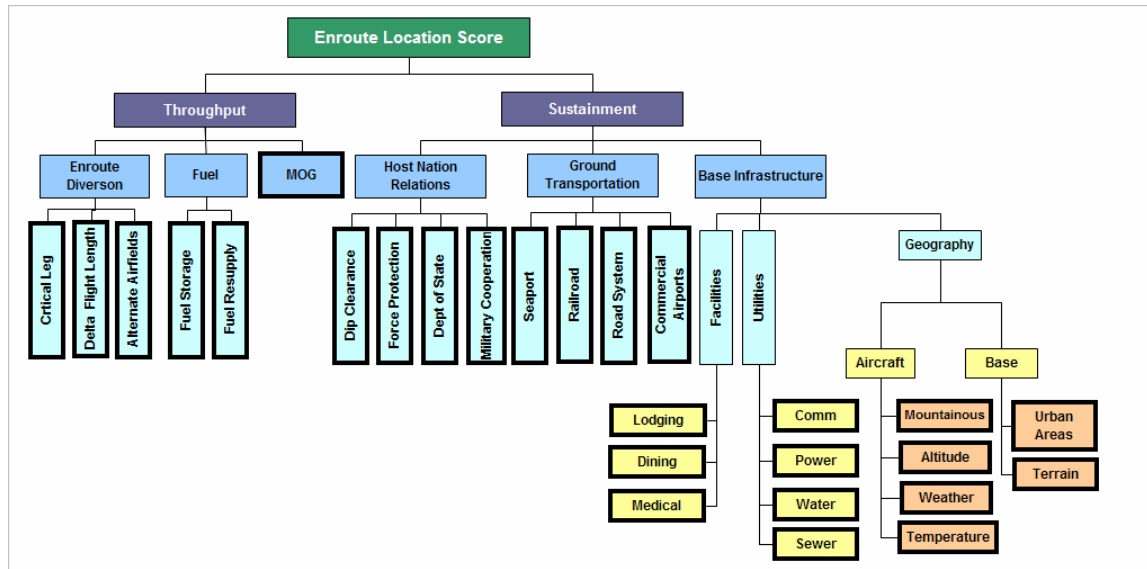 Enroute Location Score
Throughput
Sustainment
Enroute
Diverson
Fuel
MOG
Host Nation
Relations
Ground
Transportation
Base Infrastructure
Critical Leg
Delta Flight Length
Alternate Airfields
Fuel Storage
Fuel Resupply
Dip Clearance
Force Protection
Dept of State
Military Cooperation
Seaport
Railroad
Road System
Commercial
Airports
Facilities
Utilities
Geography
Aircraft
Base
Lodging
Dining
Medical
Comm
Power
Water
Sewer
Mountainous
Altitude
Weather
Temperature
Urban
Areas
Terrain